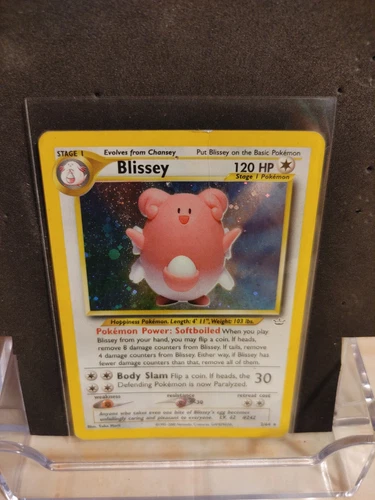 STAGE 1 Evolves from Chansey Put Blissey on the Basic Pokémon
Blissey 120 HP
Stage 1 Pokémon
Happiness Pokémon. Length: 4' 11", Weight: 103 lbs.
Pokémon Power: Softboiled When you play
Blissey from your hand, you may flip a coin. If heads,
remove 8 damage counters from Blissey. If tails, remove
4 damage counters from Blissey. Either way, if Blissey has
fewer damage counters than that, remove all of them.
Body Slam Flip a coin. If heads, the
Defending Pokémon is now Paralyzed. 30
weakness resistance retreat cost
-30
Anyone who takes even one bite of Blissey's egg becomes
unfailingly caring and pleasant to everyone. LV. 42 #242